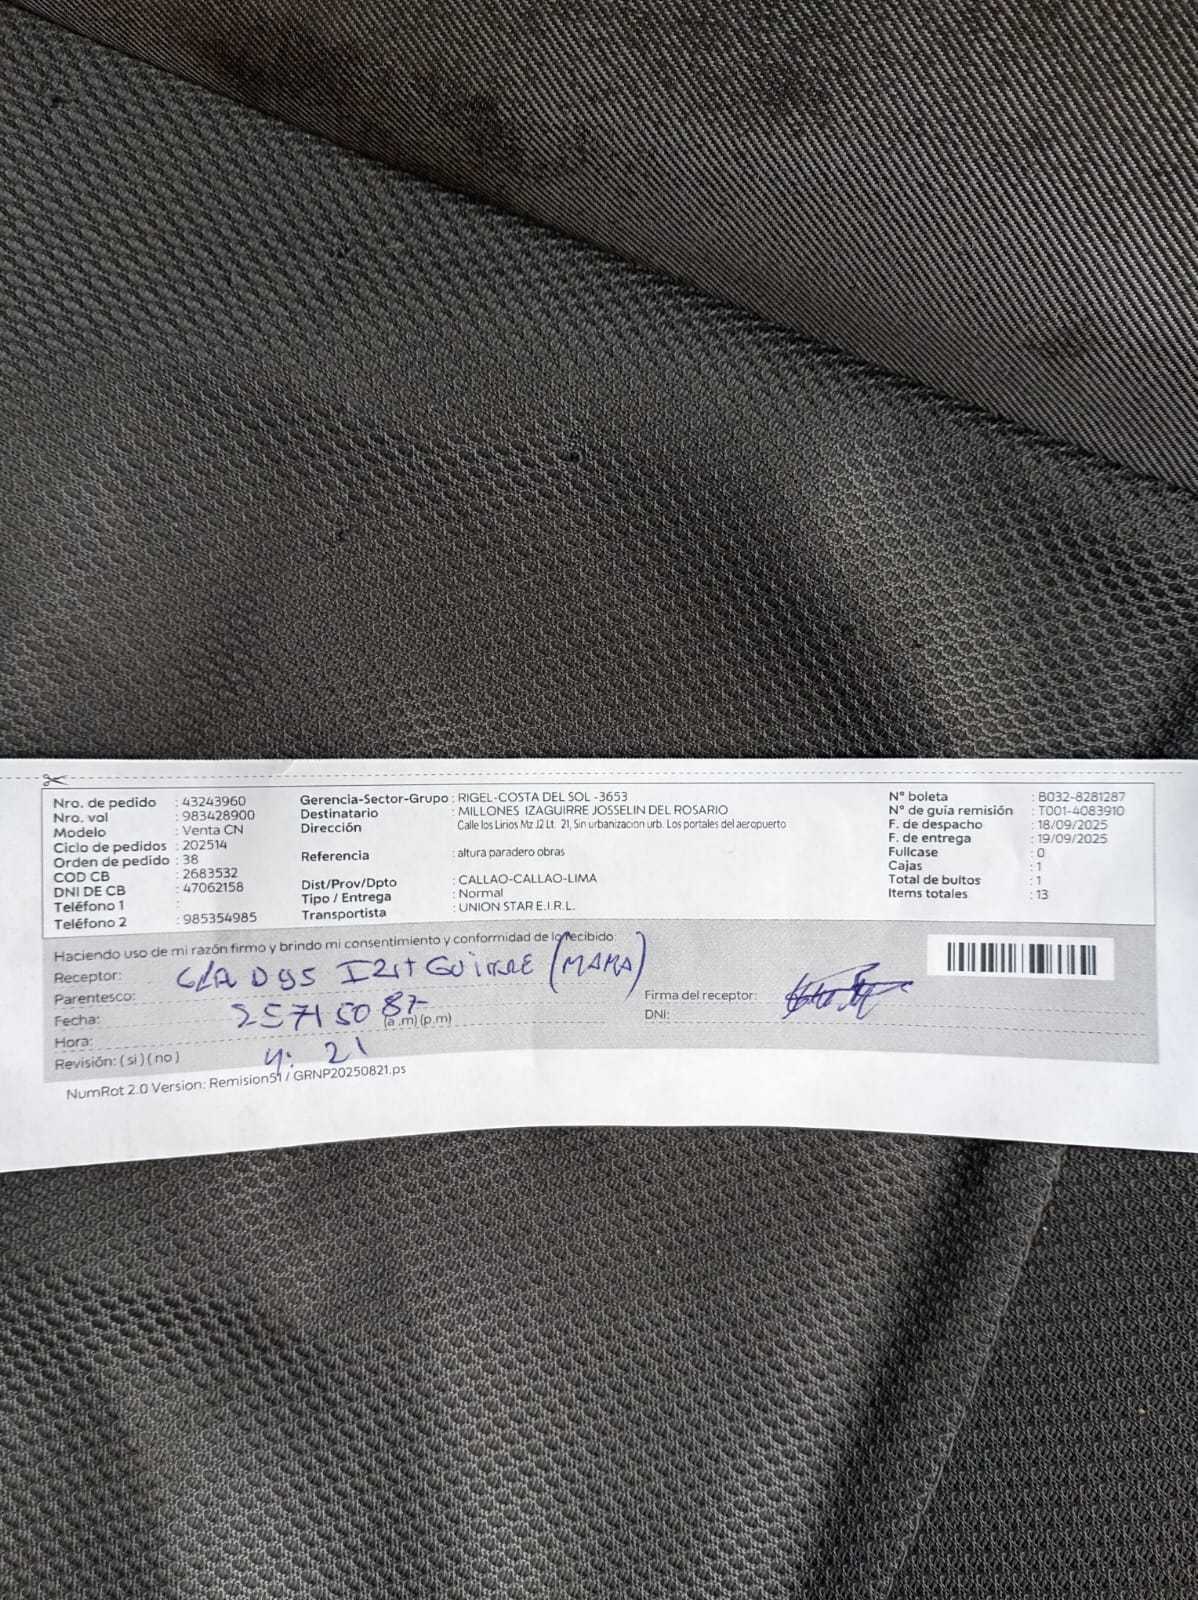 Nro. de pedido : 43243960
Nro. vol : 983428900
Modelo : Venta CN
Ciclo de pedidos : 202514
Orden de pedido : 38
COD CB : 2683532
DNI DE CB : 47062158
Teléfono 1 :
Teléfono 2 : 985354985
Gerencia-Sector-Grupo : RIGEL-COSTA DEL SOL -3653
Destinatario : MILLONES IZAGUIRRE JOSSELIN DEL ROSARIO
Dirección : Calle los Lirios Mz J2 Lt. 21, Sin urbanizacion urb. Los portales del aeropuerto
Referencia : altura paradero obras
Dist/Prov/Dpto : CALLAO-CALLAO-LIMA
Tipo / Entrega : Normal
Transportista : UNION STAR E.I.R.L.
N° boleta : B032-8281287
N° de guía remisión : T001-4083910
F. de despacho : 18/09/2025
F. de entrega : 19/09/2025
Fullcase : 0
Cajas : 1
Total de bultos : 1
Items totales : 13
Haciendo uso de mi razón firmo y brindo mi consentimiento y conformidad de lo recibido:
Receptor: GLADYS (MAMA)
Parentesco:
Fecha: 25715087
(a.m) (p.m)
Hora:
4:21
Revisión: ( si ) ( no )
Firma del receptor:
DNI:
NumRot 2.0 Version: Remision51 / GRNP20250821.ps